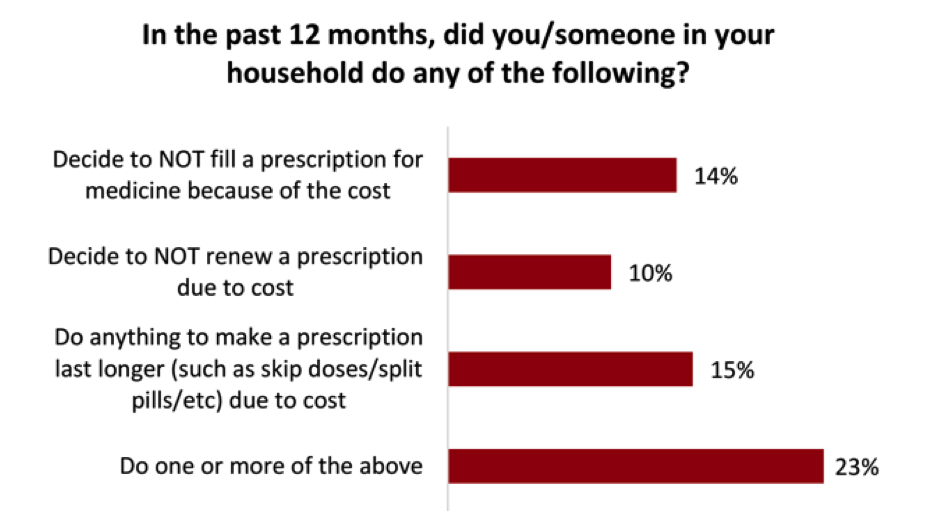 In the past 12 months, did you/someone in your
household do any of the following?
Decide to NOT fill a prescription for
medicine because of the cost
14%
Decide to NOT renew a prescription
due to cost
10%
Do anything to make a prescription
last longer (such as skip doses/split
pills/etc) due to cost
15%
Do one or more of the above
23%